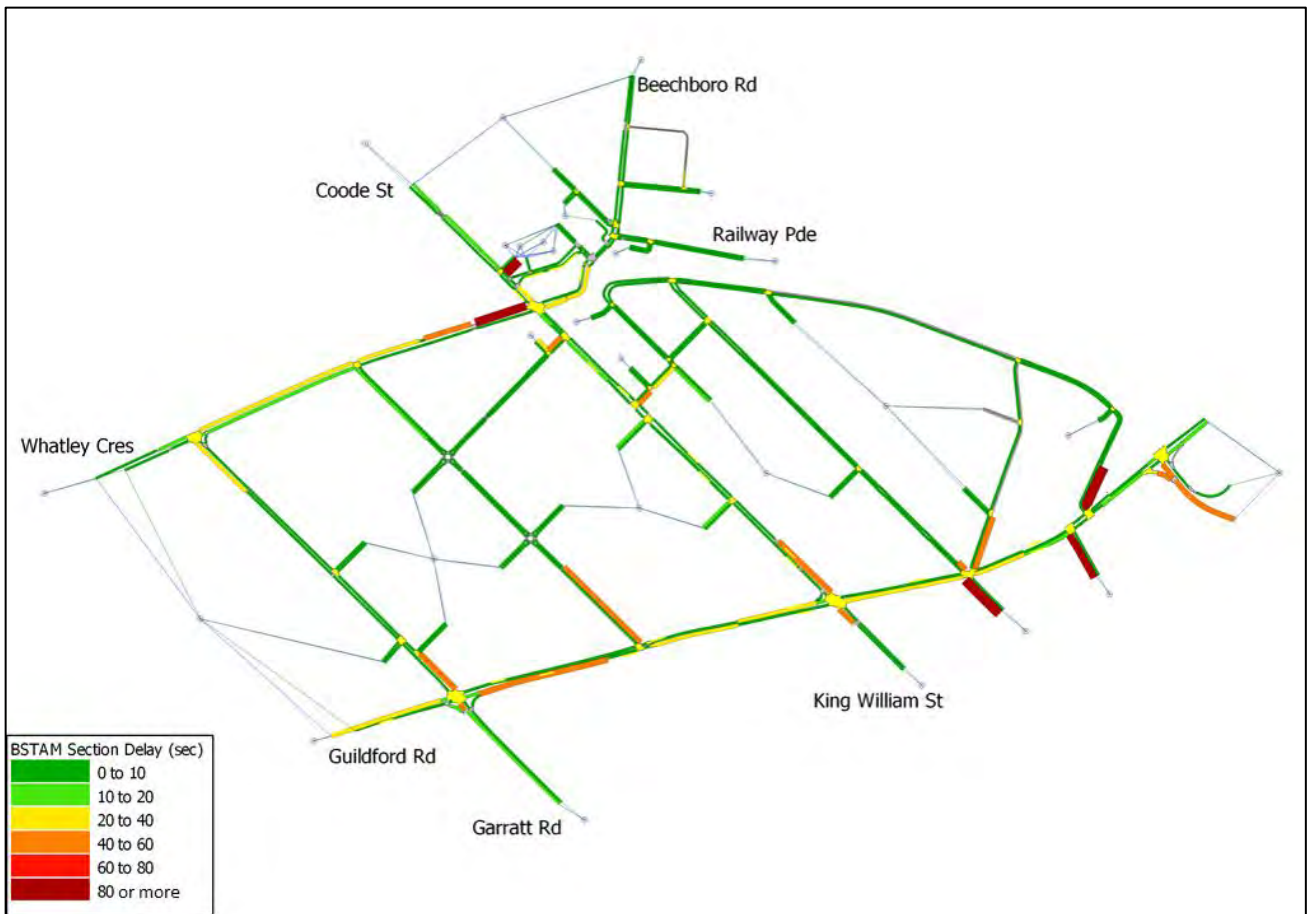 Beechboro Rd
Coode St
Railway Pde
Whatley Cres
King William St
Guildford Rd
Garratt Rd
BSTAM Section Delay (sec)
0 to 10
10 to 20
20 to 40
40 to 60
60 to 80
80 or more